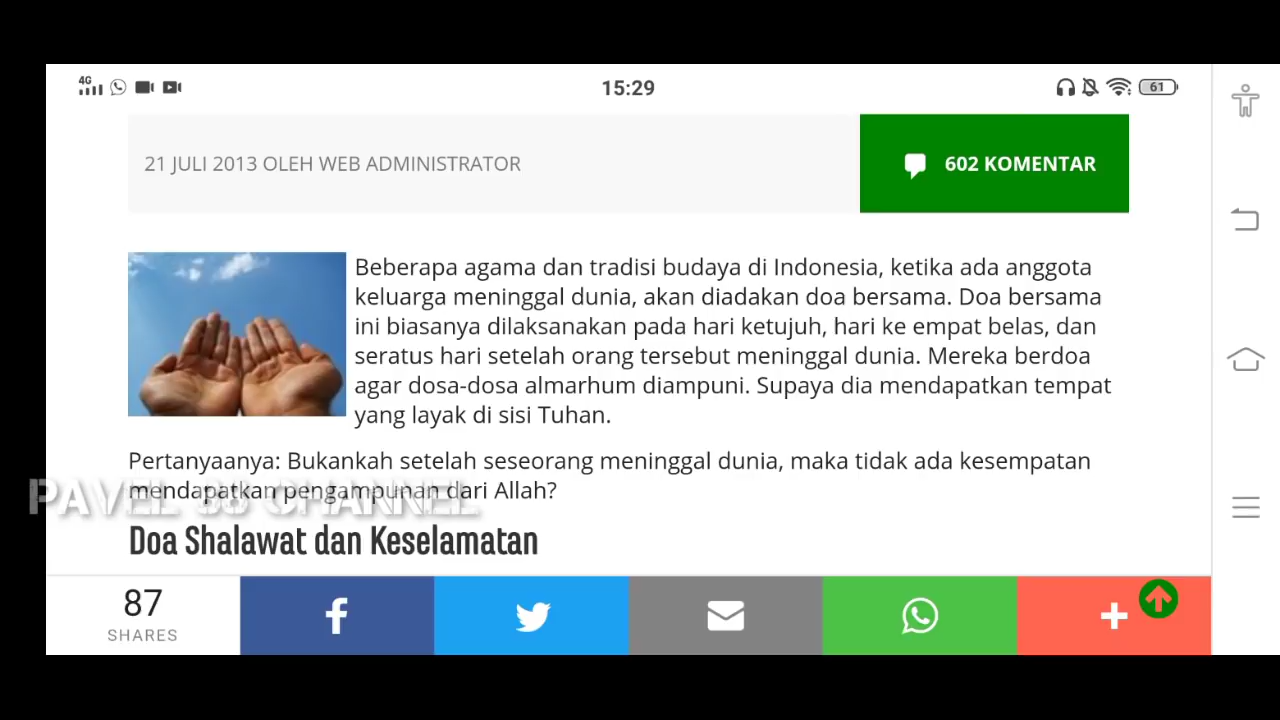 4G
15:29
61
21 JULI 2013 OLEH WEB ADMINISTRATOR
602 KOMENTAR
Beberapa agama dan tradisi budaya di Indonesia, ketika ada anggota
keluarga meninggal dunia, akan diadakan doa bersama. Doa bersama
ini biasanya dilaksanakan pada hari ketujuh, hari ke empat belas, dan
seratus hari setelah orang tersebut meninggal dunia. Mereka berdoa
agar dosa-dosa almarhum diampuni. Supaya dia mendapatkan tempat
yang layak di sisi Tuhan.
Pertanyaanya: Bukankah setelah seseorang meninggal dunia, maka tidak ada kesempatan
mendapatkan pengampunan dari Allah?
PAVEL 38 CHANNEL
Doa Shalawat dan Keselamatan
87
SHARES